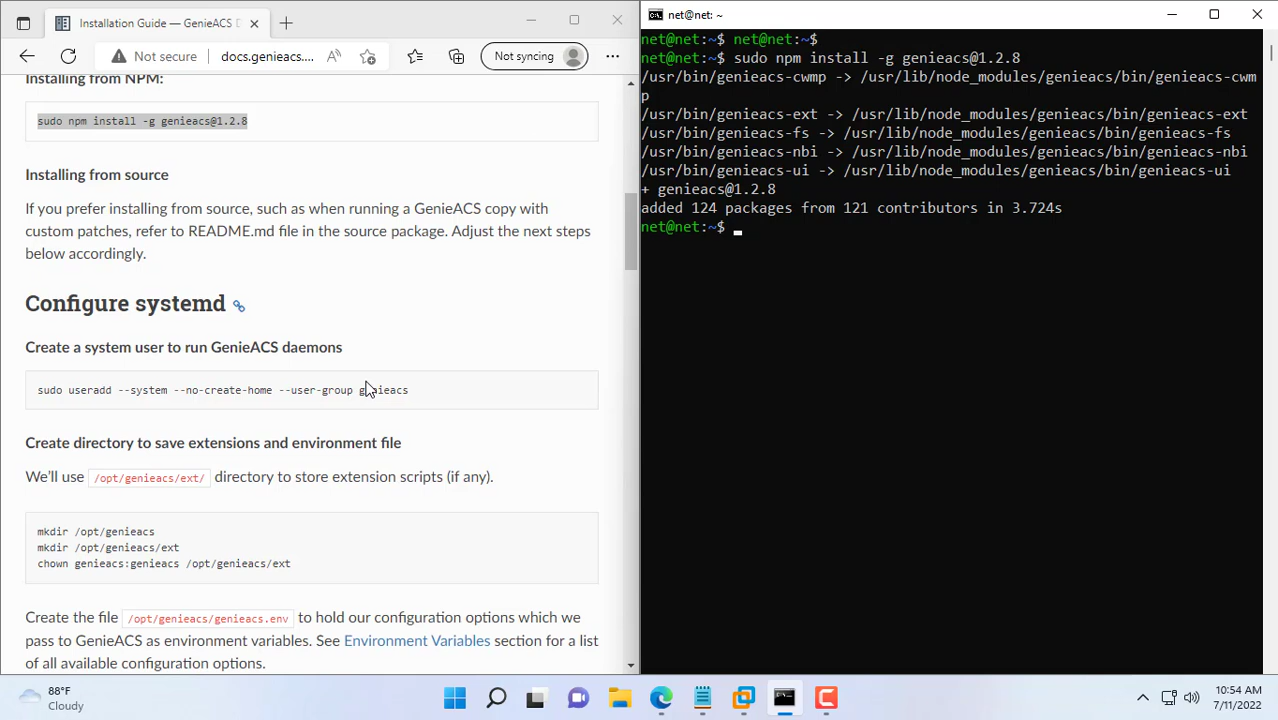 Installation Guide — GenieACS D
Not secure
docs.genieacs....
Not syncing
Installing from NPM:
sudo npm install -g genieacs@1.2.8
Installing from source
If you prefer installing from source, such as when running a GenieACS copy with
custom patches, refer to README.md file in the source package. Adjust the next steps
below accordingly.
Configure systemd
Create a system user to run GenieACS daemons
sudo useradd --system --no-create-home --user-group genieacs
Create directory to save extensions and environment file
We'll use /opt/genieacs/ext/ directory to store extension scripts (if any).
mkdir /opt/genieacs
mkdir /opt/genieacs/ext
chown genieacs:genieacs /opt/genieacs/ext
Create the file /opt/genieacs/genieacs.env to hold our configuration options which we
pass to GenieACS as environment variables. See Environment Variables section for a list
of all available configuration options.
net@net: ~
net@net:~$ net@net:~$
net@net:~$ sudo npm install -g genieacs@1.2.8
/usr/bin/genieacs-cwmp -> /usr/lib/node_modules/genieacs/bin/genieacs-cwm
p
/usr/bin/genieacs-ext -> /usr/lib/node_modules/genieacs/bin/genieacs-ext
/usr/bin/genieacs-fs -> /usr/lib/node_modules/genieacs/bin/genieacs-fs
/usr/bin/genieacs-nbi -> /usr/lib/node_modules/genieacs/bin/genieacs-nbi
/usr/bin/genieacs-ui -> /usr/lib/node_modules/genieacs/bin/genieacs-ui
+ genieacs@1.2.8
added 124 packages from 121 contributors in 3.724s
net@net:~$
88°F
Cloudy
10:54 AM
7/11/2022